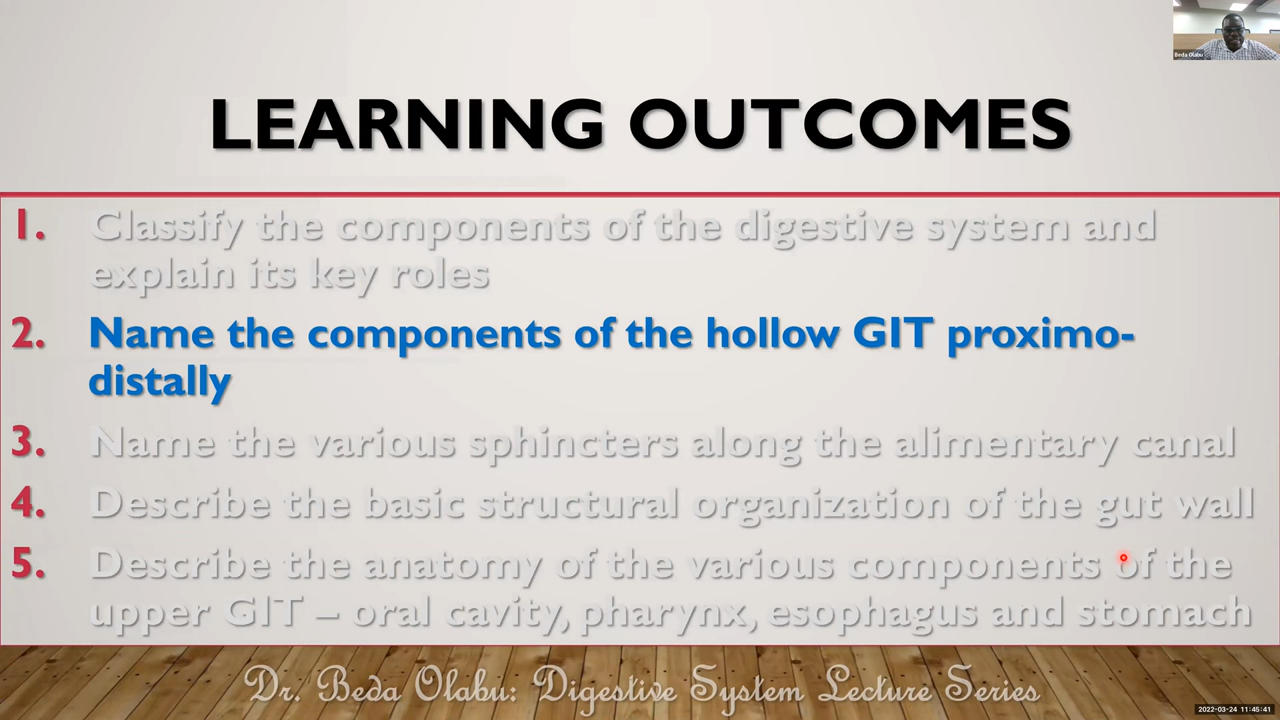 Beda Olabu
LEARNING OUTCOMES
1. Classify the components of the digestive system and
explain its key roles
2. Name the components of the hollow GIT proximo-
distally
3. Name the various sphincters along the alimentary canal
4. Describe the basic structural organization of the gut wall
5. Describe the anatomy of the various components of the
upper GIT – oral cavity, pharynx, esophagus and stomach
Dr. Beda Olabu: Digestive System Lecture Series
2022-03-24 11:45:41